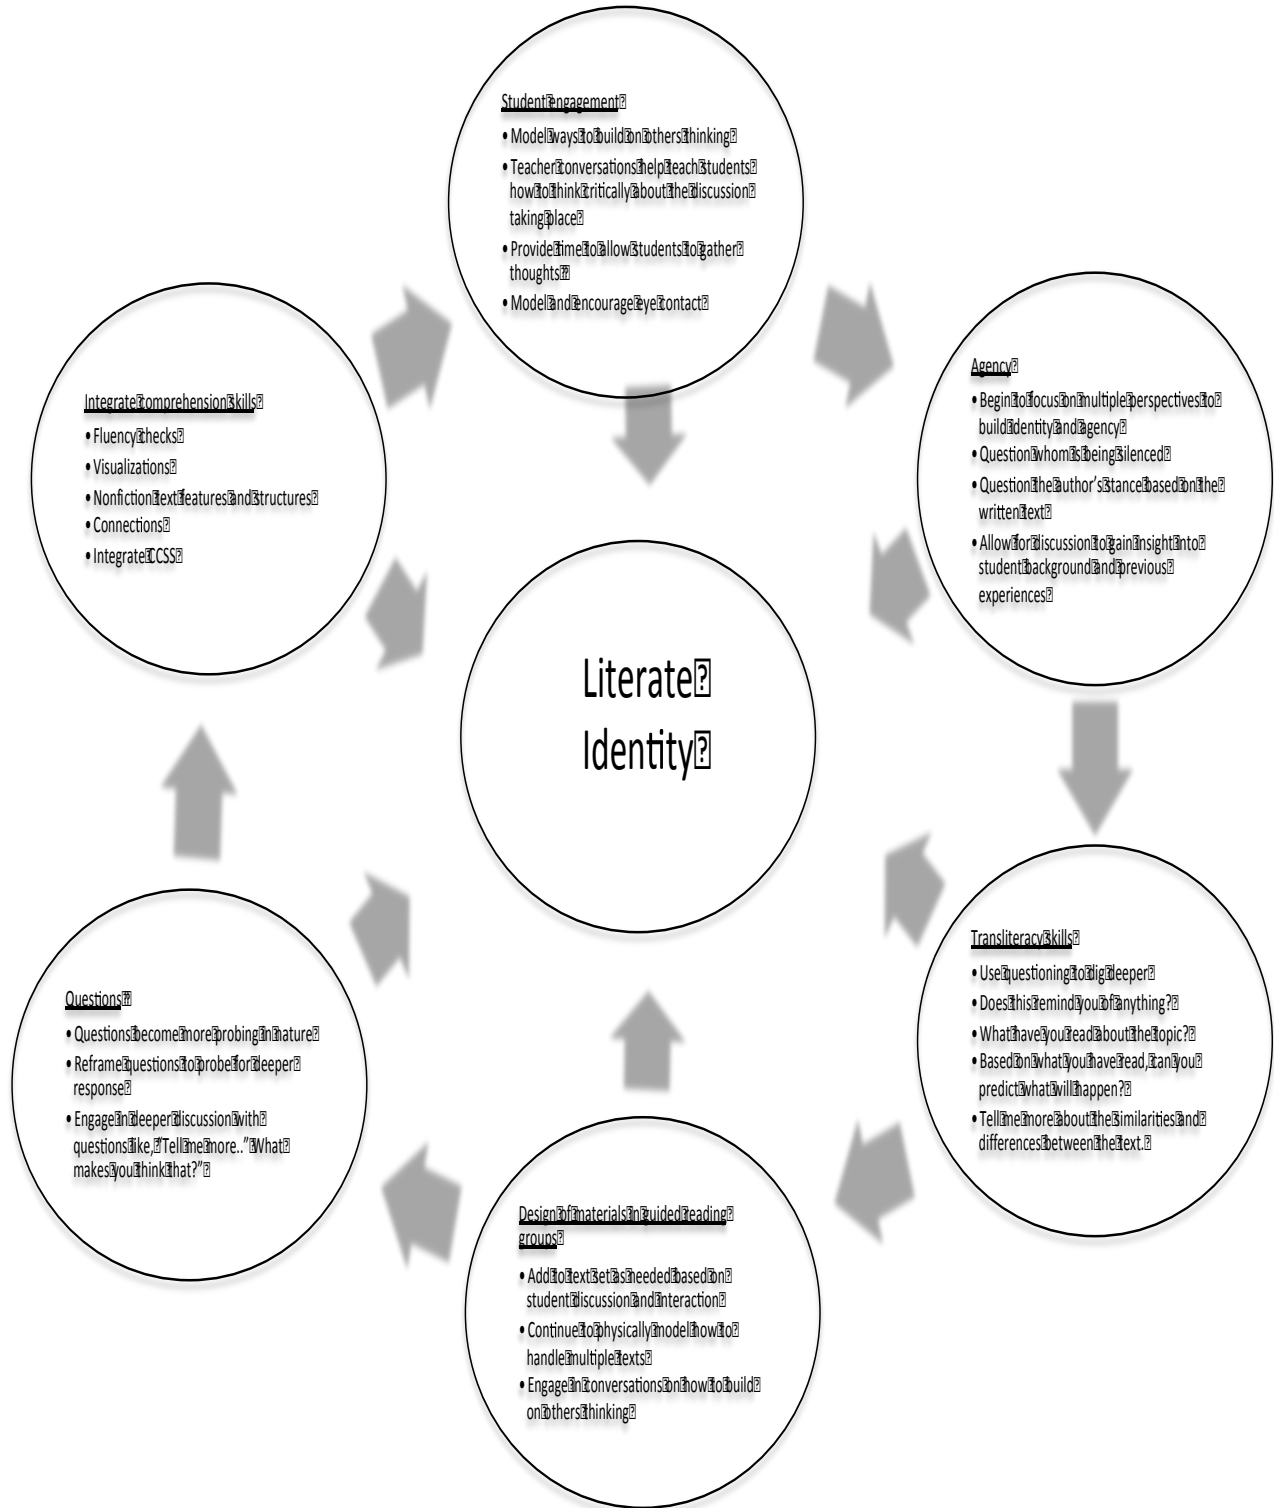 Student engagement
• Model ways to build on others thinking
• Teacher conversations help teach students
how to think critically about the discussion
taking place
• Provide time to allow students to gather
thoughts
• Model and encourage eye contact
Agency
• Begin to focus on multiple perspectives to
build identity and agency
• Question whom is being silenced
• Question the author's stance based on the
written text
• Allow for discussion to gain insight into
student background and previous
experiences
Transliteracy skills
• Use questioning to dig deeper
• Does this remind you of anything?
• What have you read about the topic?
• Based on what you have read, can you
predict what will happen?
• Tell me more about the similarities and
differences between the text.
Design of materials in guided reading
groups
• Add to text set as needed based on
student discussion and interaction
• Continue to physically model how to
handle multiple texts
• Engage in conversations on how to build
on others thinking
Questions
• Questions become more probing in nature
• Reframe questions to probe for deeper
response
• Engage in deeper discussion with
questions like, "Tell me more.." What
makes you think that?"
Integrate comprehension skills
• Fluency checks
• Visualizations
• Nonfiction text features and structures
• Connections
• Integrate CCSS
Literate
Identity